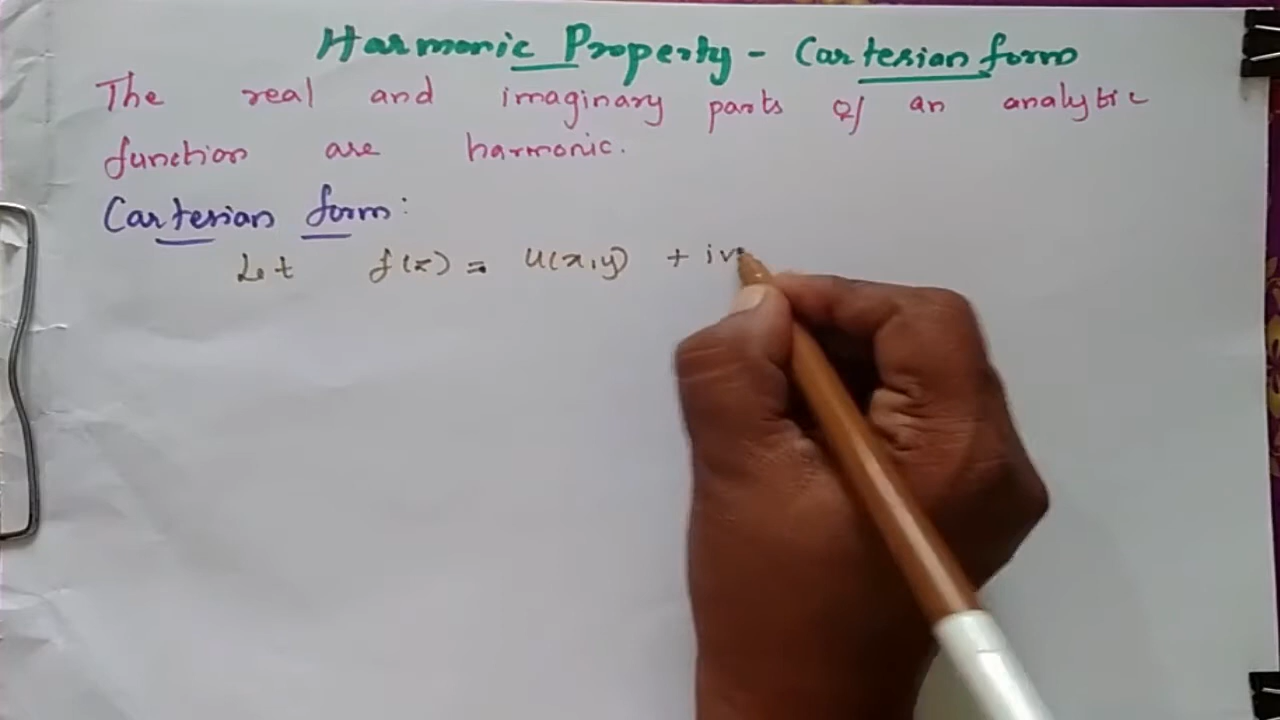 Harmonic Property - Cartesian form
The real and imaginary parts of an analytic
function are harmonic.
Cartesian form:
Let f(z) = u(x,y) + iv